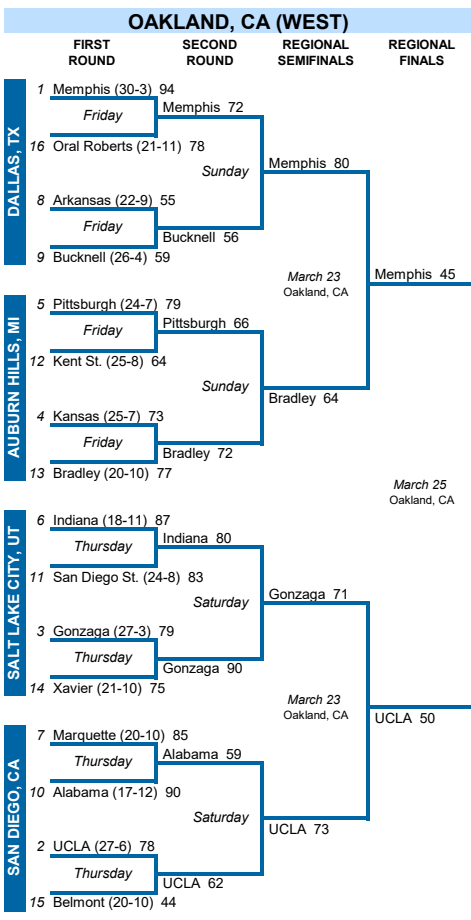 OAKLAND, CA (WEST)
FIRST ROUND
SECOND ROUND
REGIONAL SEMIFINALS
REGIONAL FINALS
DALLAS, TX
1 Memphis (30-3) 94
Friday
16 Oral Roberts (21-11) 78
Memphis 72
Sunday
8 Arkansas (22-9) 55
Friday
9 Bucknell (26-4) 59
Bucknell 56
Memphis 80
AUBURN HILLS, MI
5 Pittsburgh (24-7) 79
Friday
12 Kent St. (25-8) 64
Pittsburgh 66
Sunday
4 Kansas (25-7) 73
Friday
13 Bradley (20-10) 77
Bradley 72
Bradley 64
March 23
Oakland, CA
Memphis 45
March 25
Oakland, CA
SALT LAKE CITY, UT
6 Indiana (18-11) 87
Thursday
11 San Diego St. (24-8) 83
Indiana 80
Saturday
3 Gonzaga (27-3) 79
Thursday
14 Xavier (21-10) 75
Gonzaga 90
Gonzaga 71
SAN DIEGO, CA
7 Marquette (20-10) 85
Thursday
10 Alabama (17-12) 90
Alabama 59
Saturday
2 UCLA (27-6) 78
Thursday
15 Belmont (20-10) 44
UCLA 62
UCLA 73
March 23
Oakland, CA
UCLA 50